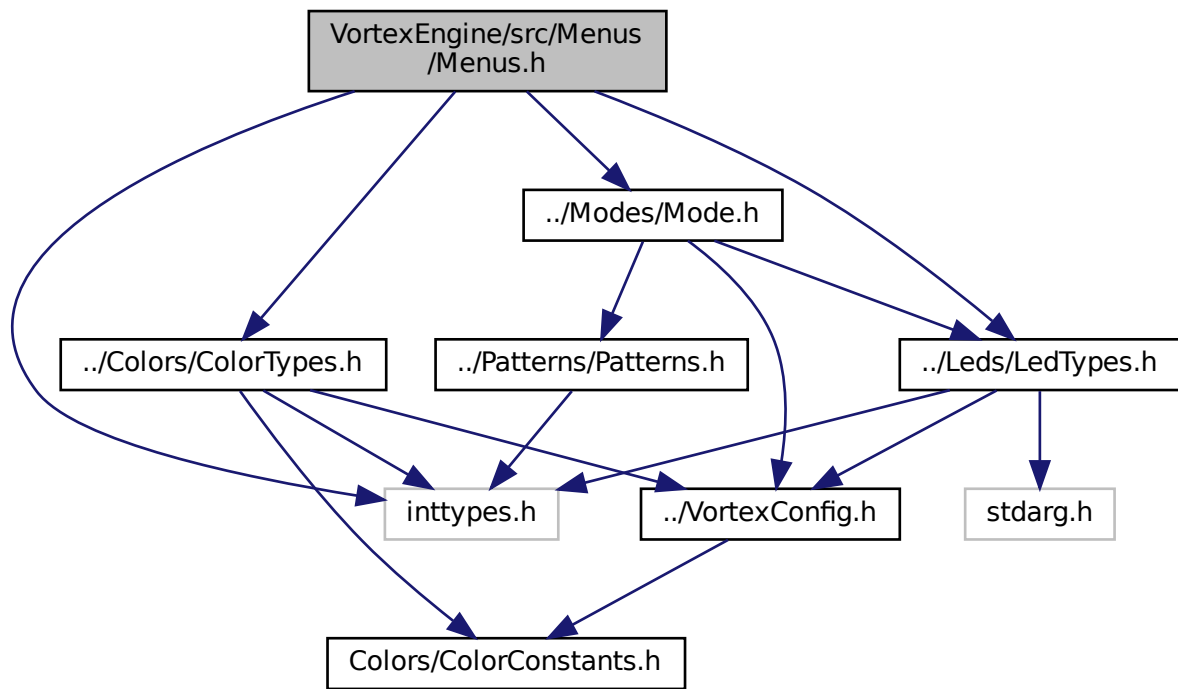 VortexEngine/src/Menus
/Menus.h
../Modes/Mode.h
../Colors/ColorTypes.h
../Patterns/Patterns.h
../Leds/LedTypes.h
inttypes.h
../VortexConfig.h
stdarg.h
Colors/ColorConstants.h